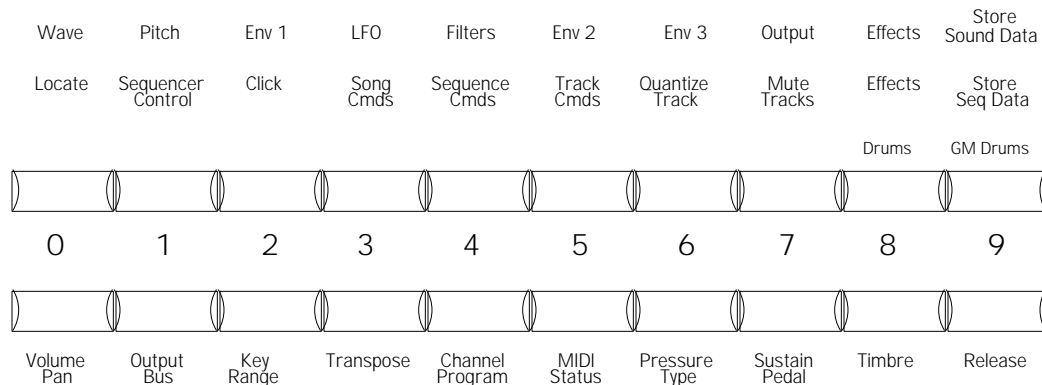 Wave Pitch Env 1 LFO Filters Env 2 Env 3 Output Effects Store
Sound Data
Locate Sequencer Click Song Sequence Track Quantize Mute Effects Store
Control Cmds Cmds Cmds Track Tracks Seq Data
Drums GM Drums
0 1 2 3 4 5 6 7 8 9
Volume Output Key Transpose Channel MIDI Pressure Sustain Timbre Release
Pan Bus Range Program Status Type Pedal